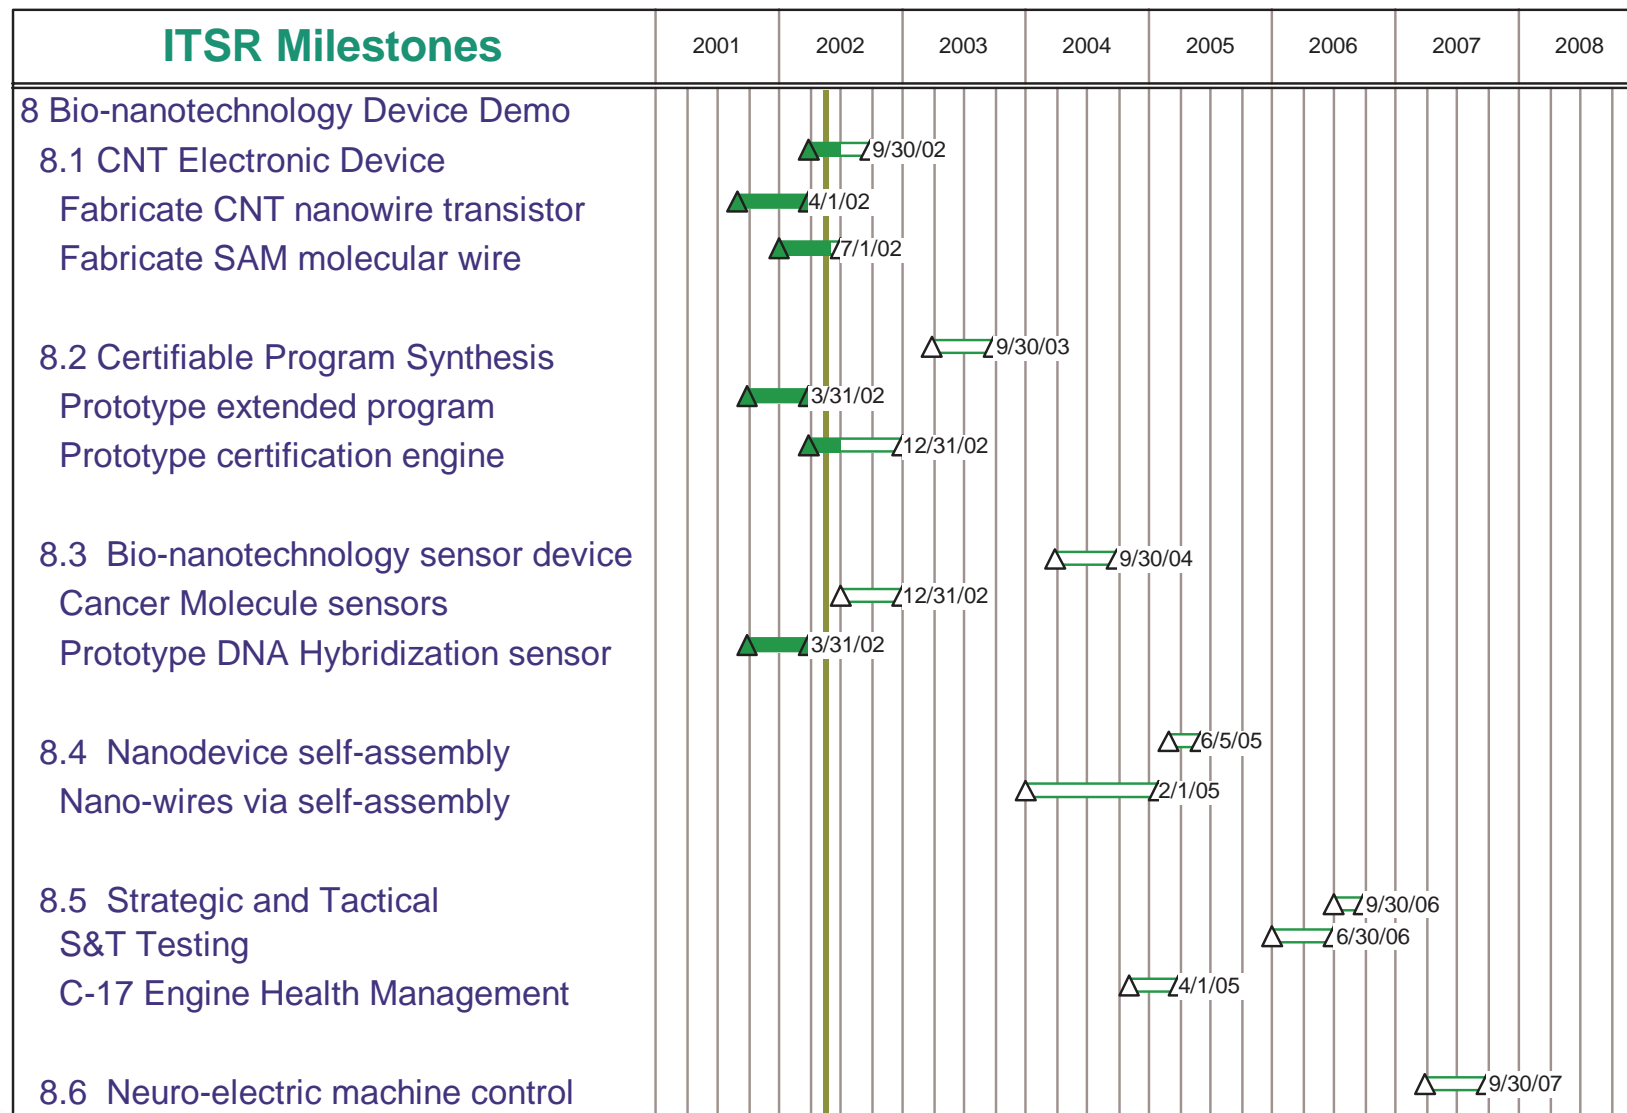 ITSR Milestones 2001 2002 2003 2004 2005 2006 2007 2008
8 Bio-nanotechnology Device Demo
8.1 CNT Electronic Device 9/30/02
Fabricate CNT nanowire transistor 4/1/02
Fabricate SAM molecular wire 7/1/02
8.2 Certifiable Program Synthesis 9/30/03
Prototype extended program 3/31/02
Prototype certification engine 12/31/02
8.3 Bio-nanotechnology sensor device 9/30/04
Cancer Molecule sensors 12/31/02
Prototype DNA Hybridization sensor 3/31/02
8.4 Nanodevice self-assembly 6/5/05
Nano-wires via self-assembly 2/1/05
8.5 Strategic and Tactical 9/30/06
S&T Testing 6/30/06
C-17 Engine Health Management 4/1/05
8.6 Neuro-electric machine control 9/30/07